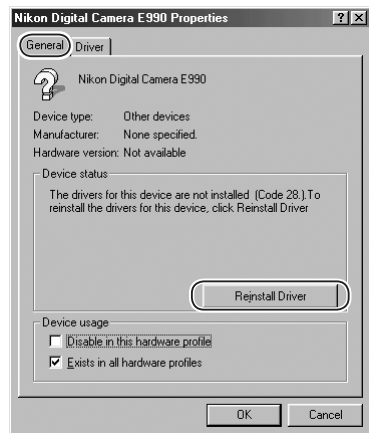 Nikon Digital Camera E990 Properties
General Driver
Nikon Digital Camera E990
Device type: Other devices
Manufacturer: None specified.
Hardware version: Not available
Device status
The drivers for this device are not installed (Code 28.).To
reinstall the drivers for this device, click Reinstall Driver
Reinstall Driver
Device usage
Disable in this hardware profile
Exists in all hardware profiles
OK Cancel